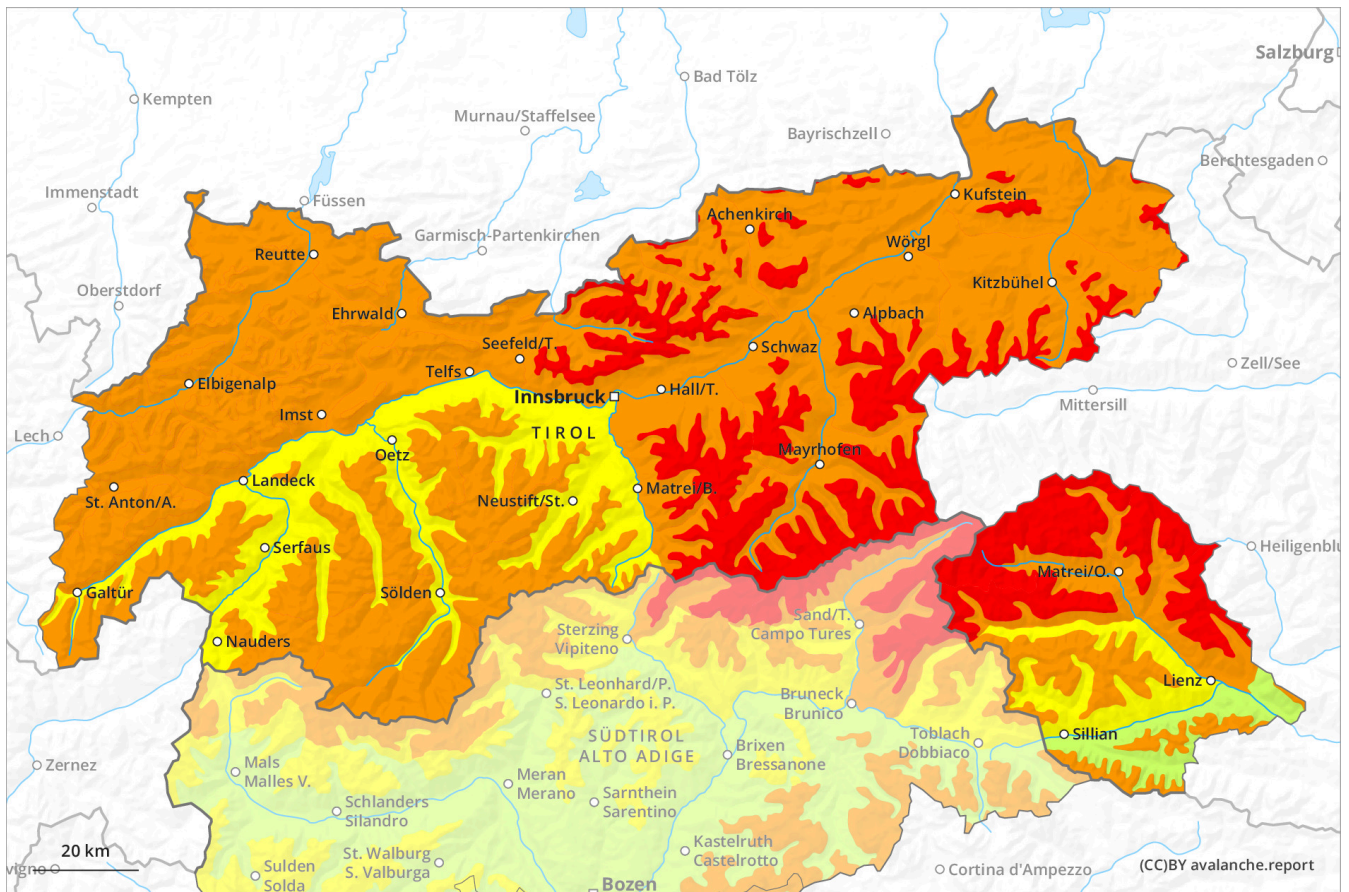 Salzburg
Bad Tölz
Kempten
Murnau/Staffelsee
Bayrischzell
Berchtesgaden
Immenstadt
Füssen
Kufstein
Achenkirch
Garmisch-Partenkirchen
Reutte
Wörgl
Oberstdorf
Kitzbühel
Ehrwald
Alpbach
Seefeld/T.
Schwaz
Zell/See
Telfs
Elbigenalp
Innsbruck
Hall/T.
Mittersill
Imst
Lech
TIROL
Oetz
Mayrhofen
Landeck
St. Anton/A.
Neustift/St.
Matrei/B.
Serfaus
Heiligenblu
Matrei/O.
Galtür
Sölden
Sand/T.
Campo Tures
Sterzing
Vipiteno
Nauders
Lienz
St. Leonhard/P.
S. Leonardo i. P.
Bruneck
Brunico
SÜDTIROL
ALTO ADIGE
Toblach
Dobbiaco
Sillian
Brixen
Bressanone
Zernez
Mals
Malles V.
Meran
Merano
Sarnthein
Sarentino
Schlanders
Silandro
Kastelruth
Castelrotto
20 km
St. Walburg
S. Valburga
vigno
Sulden
Solda
Cortina d'Ampezzo
(CC)BY avalanche.report
Bozen